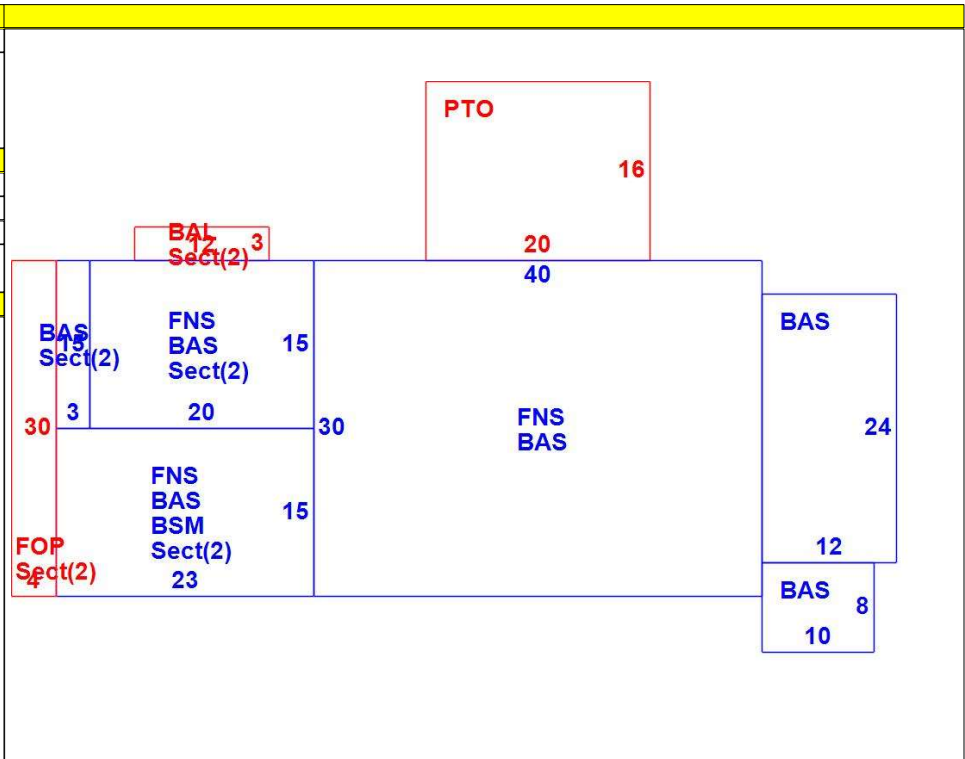 PTO
16
20
BAL
Sect(2)
12
3
40
BAS
Sect(2)
15
3
FNS
BAS
Sect(2)
15
20
30
FNS
BAS
BAS
24
12
30
FOP
Sect(2)
4
FNS
BAS
BSM
Sect(2)
15
23
BAS
8
10